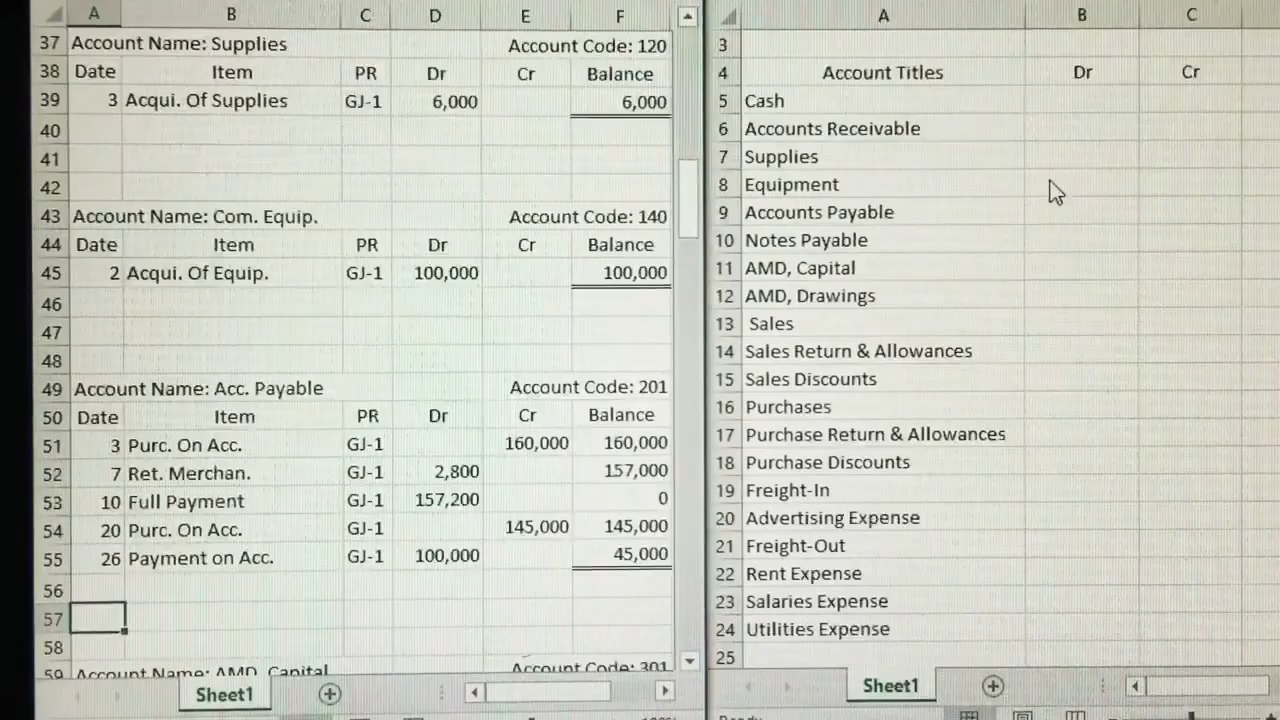 A B C D E F
37 Account Name: Supplies Account Code: 120
38 Date Item PR Dr Cr Balance
39 3 Acqui. Of Supplies GJ-1 6,000 6,000
40
41
42
43 Account Name: Com. Equip. Account Code: 140
44 Date Item PR Dr Cr Balance
45 2 Acqui. Of Equip. GJ-1 100,000 100,000
46
47
48
49 Account Name: Acc. Payable Account Code: 201
50 Date Item PR Dr Cr Balance
51 3 Purc. On Acc. GJ-1 160,000 160,000
52 7 Ret. Merchan. GJ-1 2,800 157,000
53 10 Full Payment GJ-1 157,200 0
54 20 Purc. On Acc. GJ-1 145,000 145,000
55 26 Payment on Acc. GJ-1 100,000 45,000
56
57
58
59 Account Name: AMD, Capital Account Code: 301
Sheet1
A B C
3
4 Account Titles Dr Cr
5 Cash
6 Accounts Receivable
7 Supplies
8 Equipment
9 Accounts Payable
10 Notes Payable
11 AMD, Capital
12 AMD, Drawings
13 Sales
14 Sales Return & Allowances
15 Sales Discounts
16 Purchases
17 Purchase Return & Allowances
18 Purchase Discounts
19 Freight-In
20 Advertising Expense
21 Freight-Out
22 Rent Expense
23 Salaries Expense
24 Utilities Expense
25
Sheet1